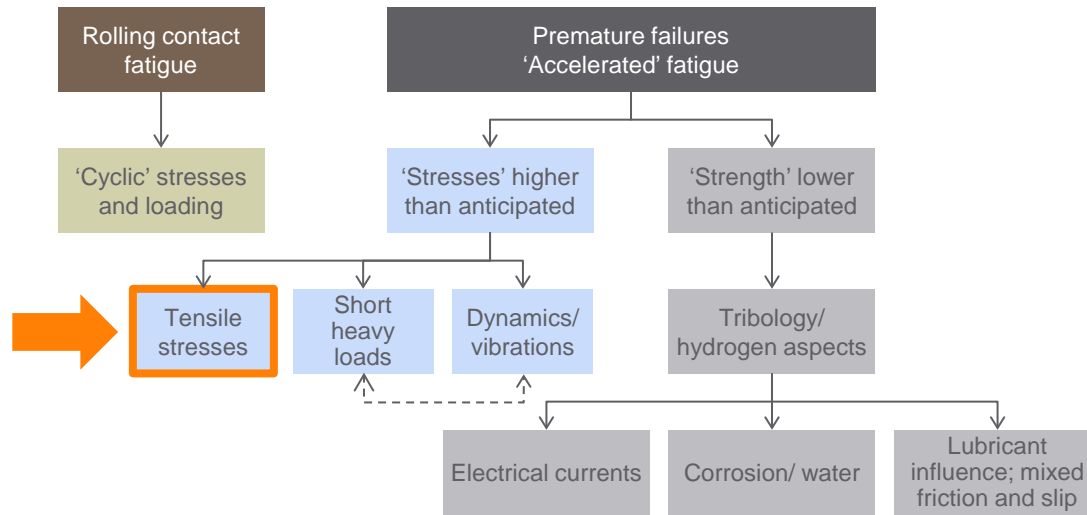 Rolling contact
fatigue
Premature failures
‘Accelerated’ fatigue
‘Cyclic’ stresses
and loading
‘Stresses’ higher
than anticipated
‘Strength’ lower
than anticipated
Tensile
stresses
Short
heavy
loads
Dynamics/
vibrations
Tribology/
hydrogen aspects
Electrical currents
Corrosion/ water
Lubricant
influence; mixed
friction and slip